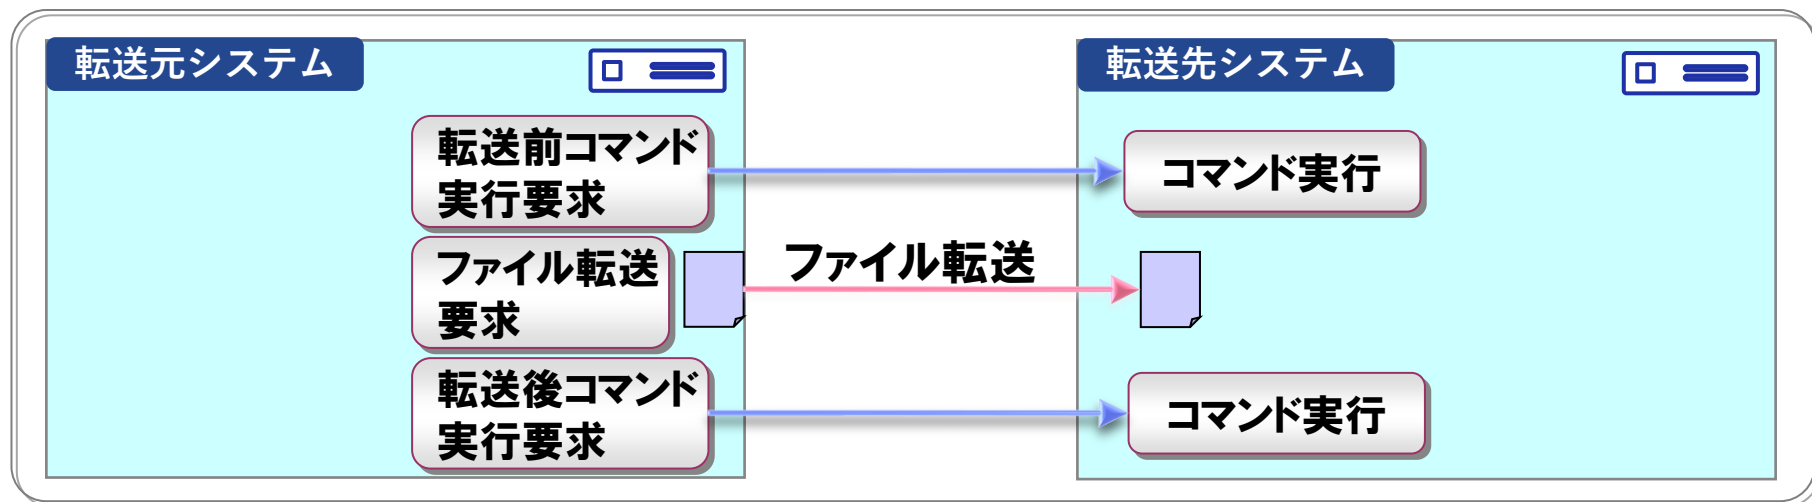 転送元システム
転送先システム
転送前コマンド
実行要求
コマンド実行
ファイル転送
要求
ファイル転送
転送後コマンド
実行要求
コマンド実行